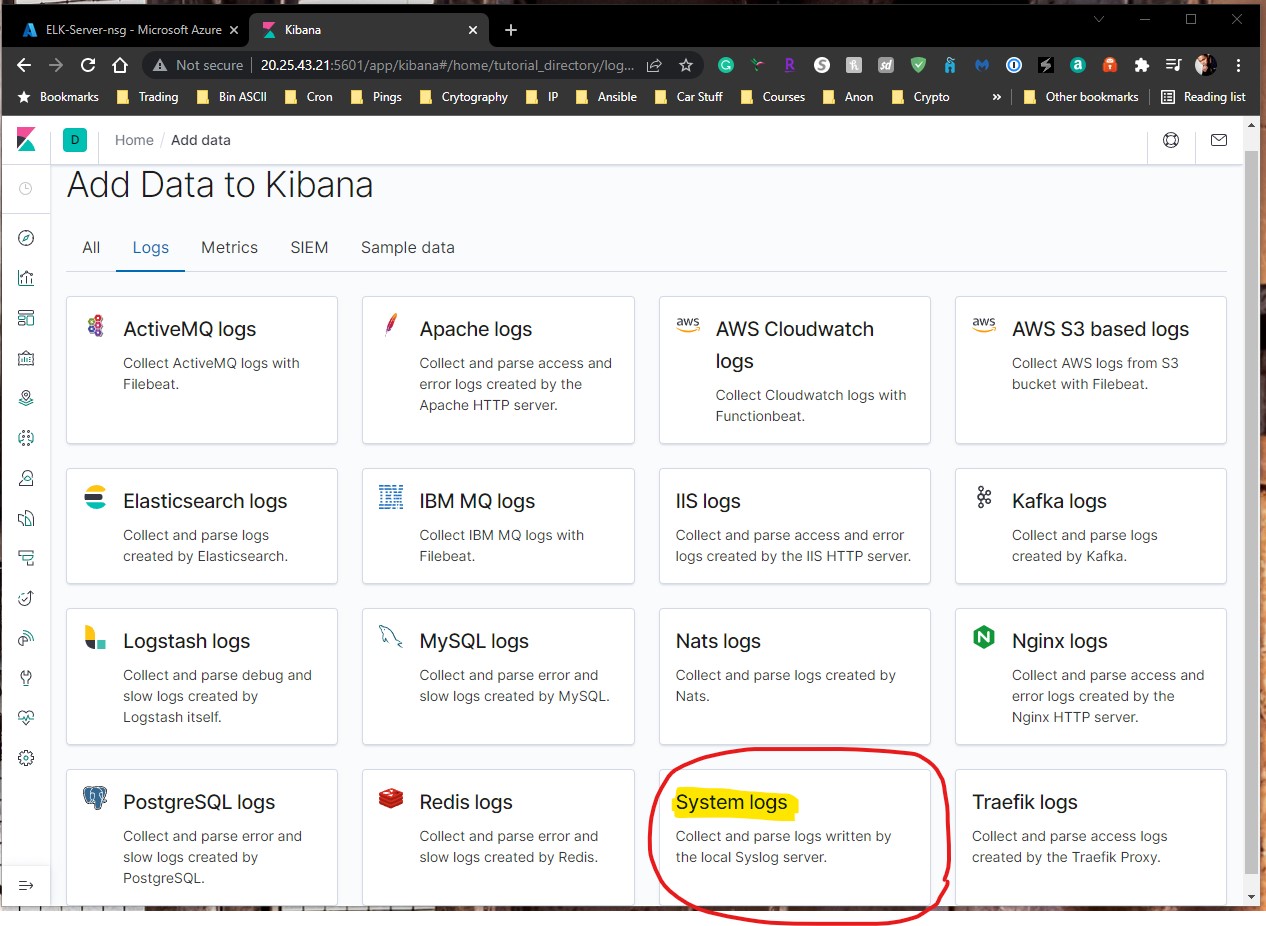 ELK-Server-nsg - Microsoft Azure
Kibana
Not secure
20.25.43.21:5601/app/kibana#/home/tutorial_directory/log...
Bookmarks
Trading
Bin ASCII
Cron
Pings
Crytography
IP
Ansible
Car Stuff
Courses
Anon
Crypto
»
Other bookmarks
Reading list
D
Home / Add data
Add Data to Kibana
All
Logs
Metrics
SIEM
Sample data
ActiveMQ logs
Collect ActiveMQ logs with
Filebeat.
Apache logs
Collect and parse access and
error logs created by the
Apache HTTP server.
aws
AWS Cloudwatch
logs
Collect Cloudwatch logs with
Functionbeat.
aws
AWS S3 based logs
Collect AWS logs from S3
bucket with Filebeat.
Elasticsearch logs
Collect and parse logs
created by Elasticsearch.
IBM
IBM MQ logs
Collect IBM MQ logs with
Filebeat.
IIS logs
Collect and parse access and error
logs created by the IIS HTTP server.
Kafka logs
Collect and parse logs
created by Kafka.
Logstash logs
Collect and parse debug and
slow logs created by
Logstash itself.
MySQL logs
Collect and parse error and
slow logs created by MySQL.
Nats logs
Collect and parse logs created by
Nats.
N
Nginx logs
Collect and parse access and
error logs created by the
Nginx HTTP server.
PostgreSQL logs
Collect and parse error and
slow logs created by
PostgreSQL.
Redis logs
Collect and parse error and
slow logs created by Redis.
System logs
Collect and parse logs written by
the local Syslog server.
Traefik logs
Collect and parse access logs
created by the Traefik Proxy.